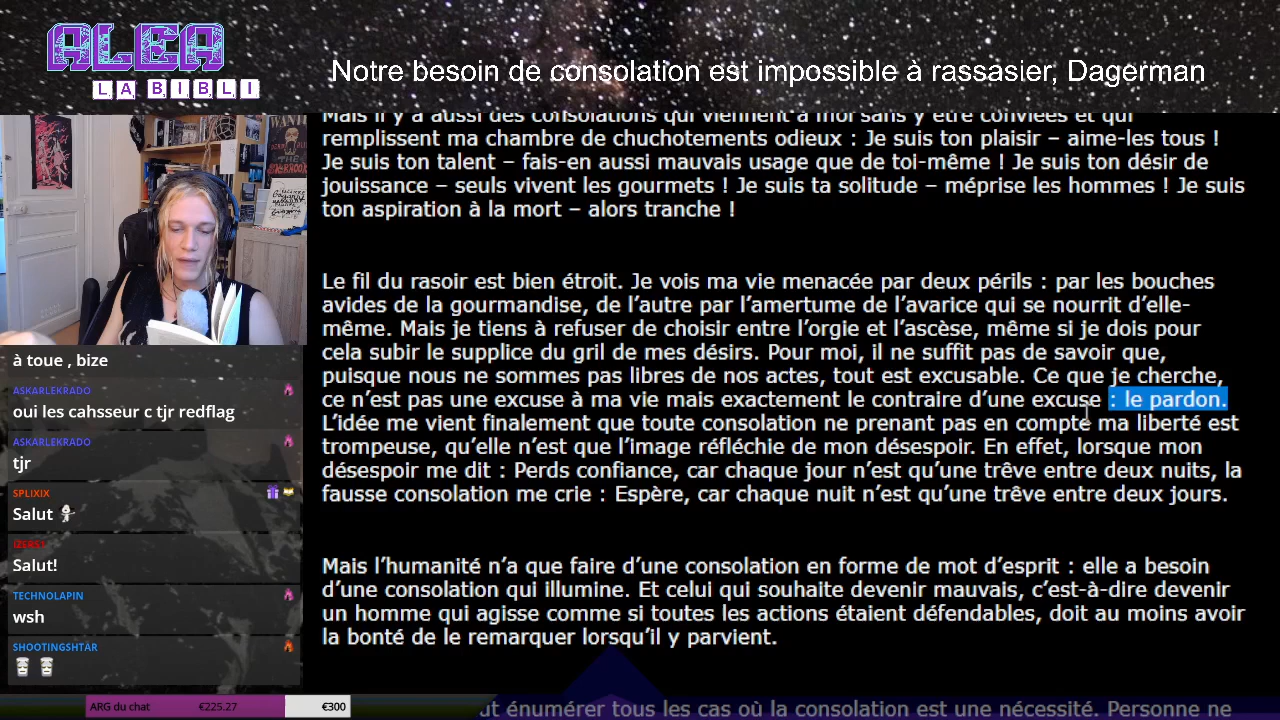 ALEA
LA BIBLI
Notre besoin de consolation est impossible à rassasier, Dagerman
Mais il y a aussi des consolations qui viennent à moi sans y être conviées et qui
remplissent ma chambre de chuchotements odieux : Je suis ton plaisir – aime-les tous !
Je suis ton talent – fais-en aussi mauvais usage que de toi-même ! Je suis ton désir de
jouissance – seuls vivent les gourmets ! Je suis ta solitude – méprise les hommes ! Je suis
ton aspiration à la mort – alors tranche !
Le fil du rasoir est bien étroit. Je vois ma vie menacée par deux périls : par les bouches
avides de la gourmandise, de l’autre par l’amertume de l’avarice qui se nourrit d’elle-
même. Mais je tiens à refuser de choisir entre l’orgie et l’ascèse, même si je dois pour
cela subir le supplice du gril de mes désirs. Pour moi, il ne suffit pas de savoir que,
puisque nous ne sommes pas libres de nos actes, tout est excusable. Ce que je cherche,
ce n’est pas une excuse à ma vie mais exactement le contraire d’une excuse : le pardon.
L’idée me vient finalement que toute consolation ne prenant pas en compte ma liberté est
trompeuse, qu’elle n’est que l’image réfléchie de mon désespoir. En effet, lorsque mon
désespoir me dit : Perds confiance, car chaque jour n’est qu’une trêve entre deux nuits, la
fausse consolation me crie : Espère, car chaque nuit n’est qu’une trêve entre deux jours.
Mais l’humanité n’a que faire d’une consolation en forme de mot d’esprit : elle a besoin
d’une consolation qui illumine. Et celui qui souhaite devenir mauvais, c’est-à-dire devenir
un homme qui agisse comme si toutes les actions étaient défendables, doit au moins avoir
la bonté de le remarquer lorsqu’il y parvient.
ut énumérer tous les cas où la consolation est une nécessité. Personne ne
WANTED
à toue , bize
ASKARLEKRADO
oui les cahsseur c tjr redflag
ASKARLEKRADO
tjr
SPLIXIX
Salut
Salut!
TECHNOLAPIN
wsh
SHOOTINGSHTAR
ARG du chat €225.27 €300